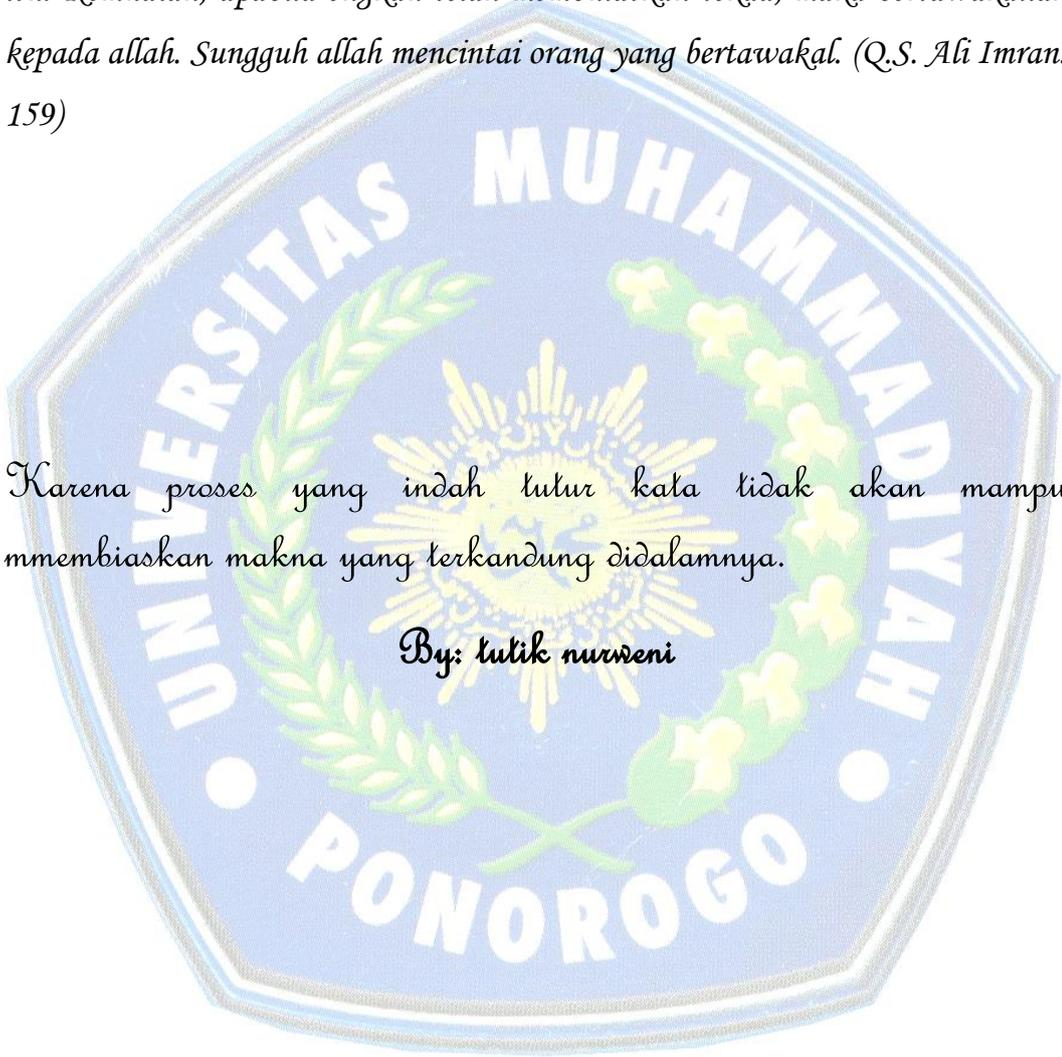 kepada allah. Sungguh allah mencintai orang yang bertawakal. (Q.S. Ali Imran:
159)
UNIVERSITAS MUHAMMADIYAH
Karena proses yang indah tutur kata tidak akan mampu
mmembiaskan makna yang terkandung didalamnya.
By: tutik nurweni
PONOROGO